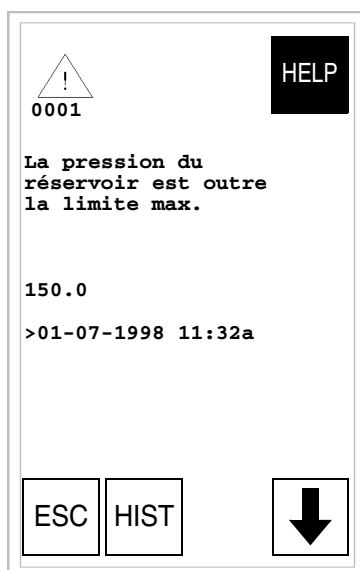 !
HELP
0001
La pression du
réservoir est outre
la limite max.
150.0
>01-07-1998 11:32a
ESC HIST